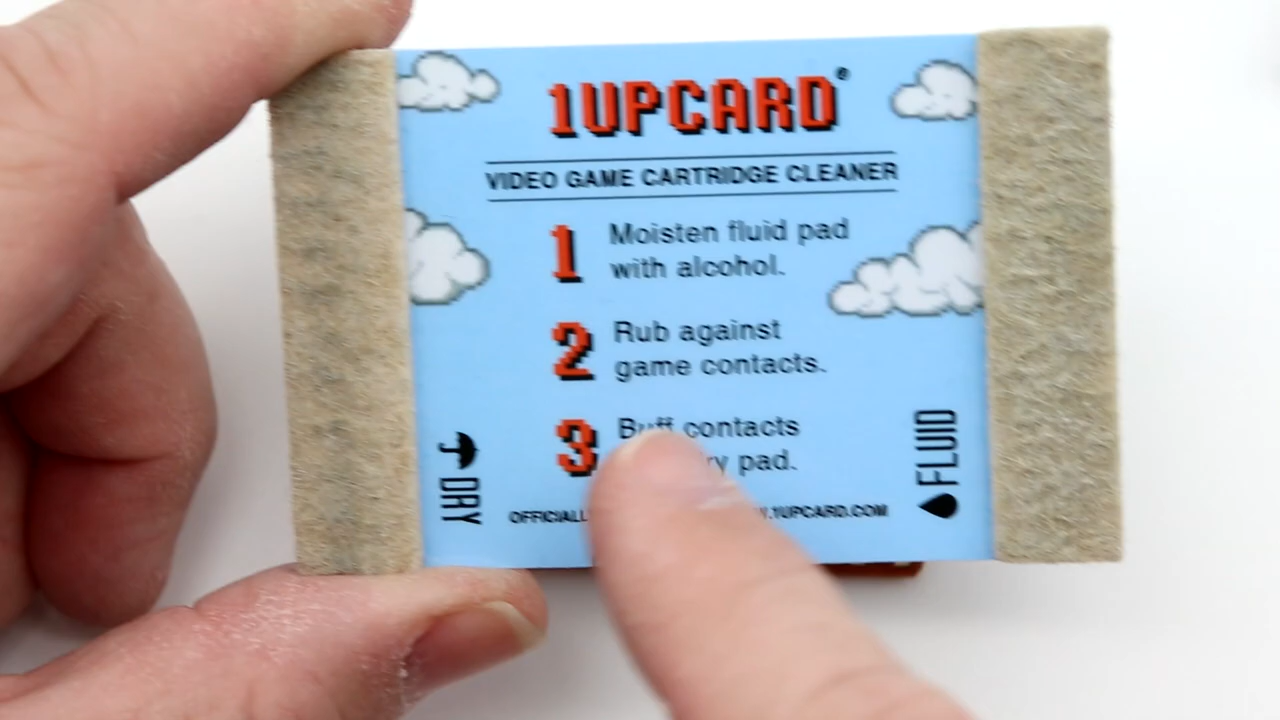 1UPCARD®
VIDEO GAME CARTRIDGE CLEANER
1 Moisten fluid pad
with alcohol.
2 Rub against
game contacts.
3 Buff contacts
pad.
DRY
FLUID
.1UPCARD.COM